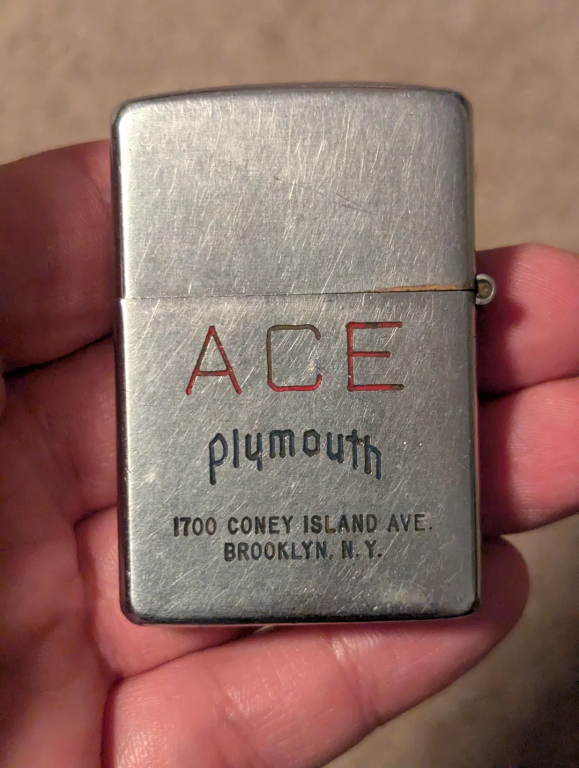 ACE
plymouth
1700 CONEY ISLAND AVE.
BROOKLYN, N.Y.